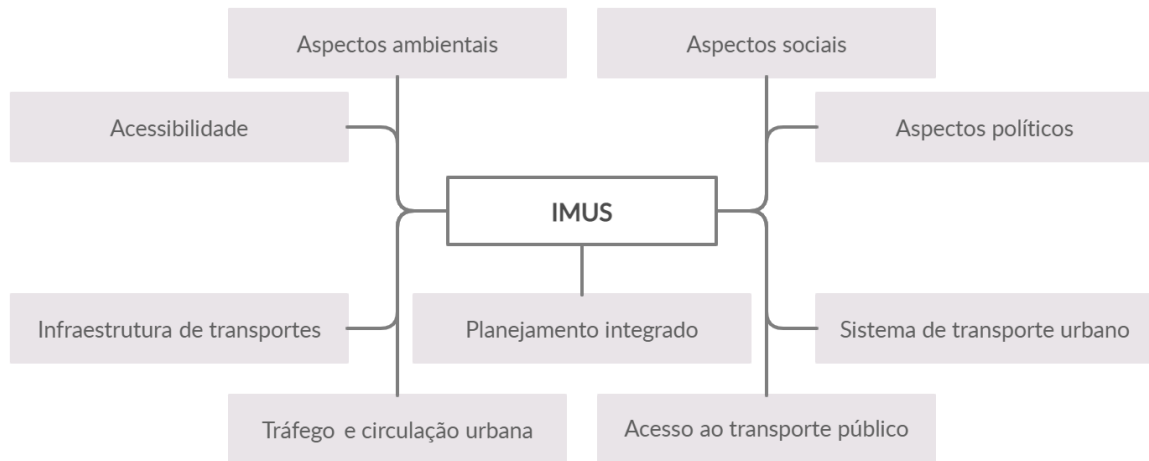 Aspectos ambientais
Aspectos sociais
Acessibilidade
Aspectos políticos
IMUS
Infraestrutura de transportes
Planejamento integrado
Sistema de transporte urbano
Tráfego e circulação urbana
Acesso ao transporte público